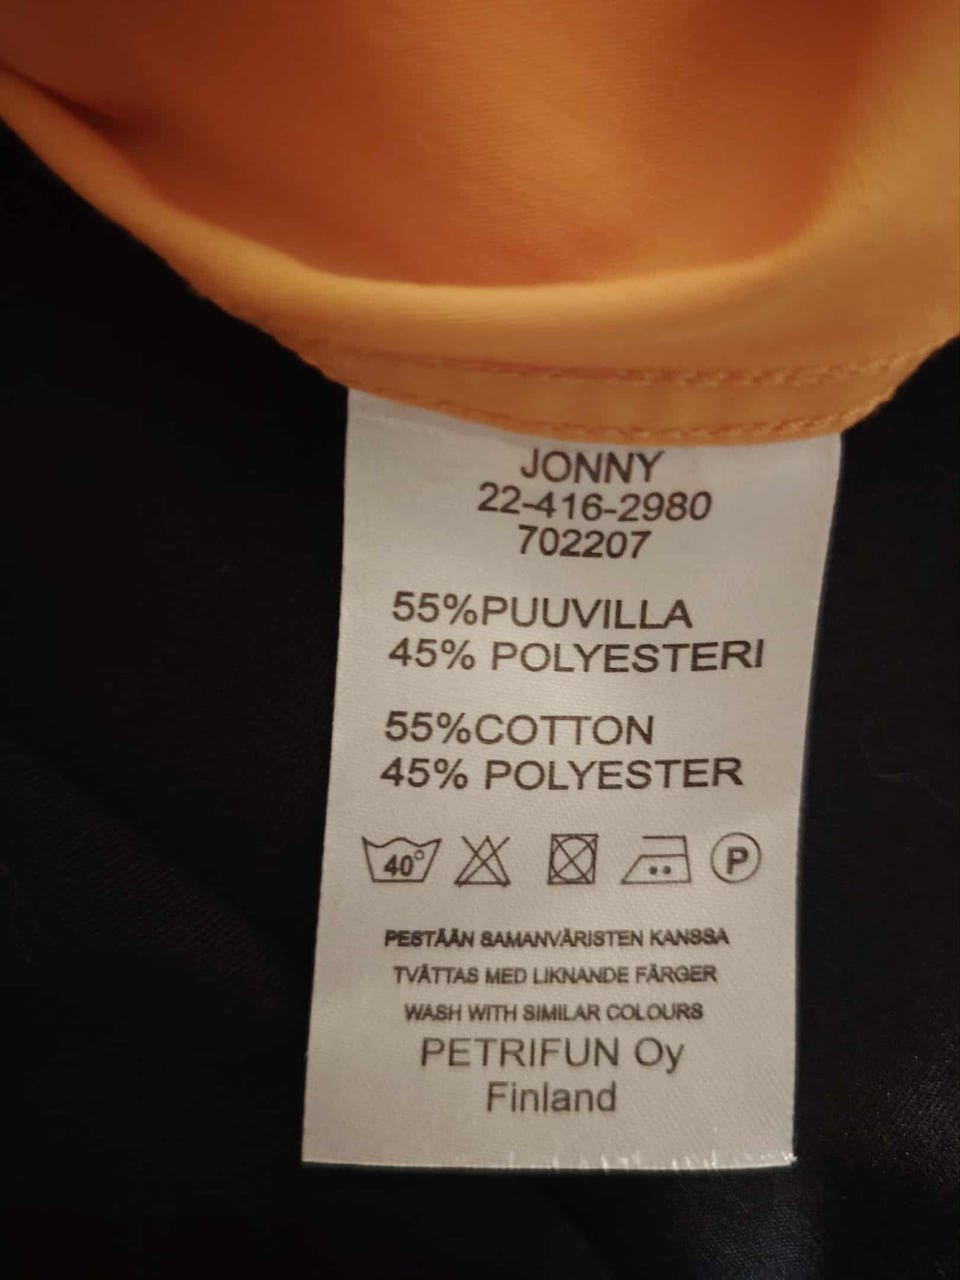 JONNY
22-416-2980
702207
55%PUUVILLA
45% POLYESTERI
55%COTTON
45% POLYESTER
40° P
PESTÄÄN SAMANVÄRISTEN KANSSA
TVÄTTAS MED LIKNANDE FÄRGER
WASH WITH SIMILAR COLOURS
PETRIFUN Oy
Finland